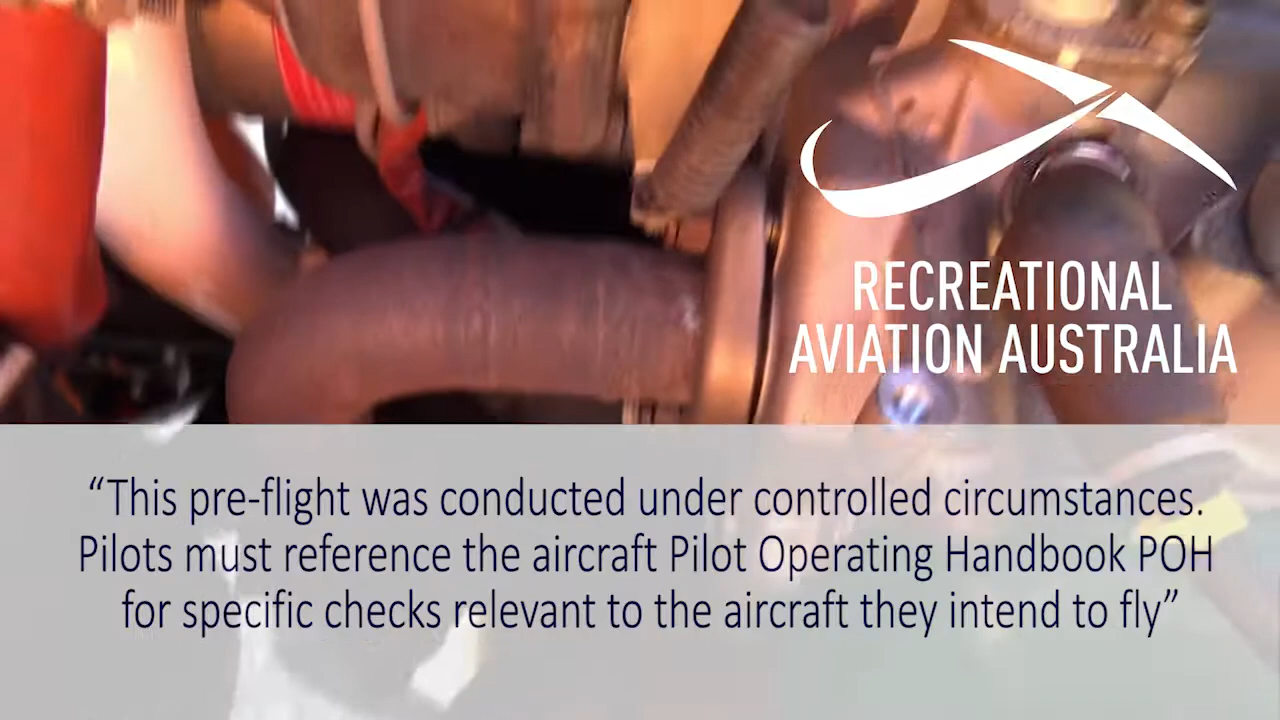 RECREATIONAL
AVIATION AUSTRALIA
“This pre-flight was conducted under controlled circumstances.
Pilots must reference the aircraft Pilot Operating Handbook POH
for specific checks relevant to the aircraft they intend to fly”